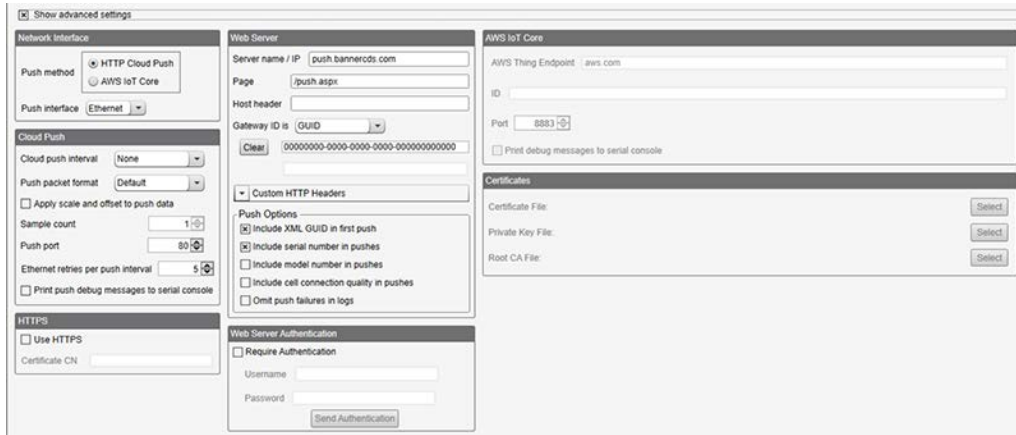 Show advanced settings
Network Interface
Push method
HTTP Cloud Push
AWS IoT Core
Push interface Ethernet
Cloud Push
Cloud push interval None
Push packet format Default
Apply scale and offset to push data
Sample count 1
Push port 80
Ethernet retries per push interval 5
Print push debug messages to serial console
HTTPS
Use HTTPS
Certificate CN
Web Server
Server name / IP push.bannercds.com
Page /push.aspx
Host header
Gateway ID is GUID
Clear 00000000-0000-0000-0000-000000000000
Custom HTTP Headers
Push Options
Include XML GUID in first push
Include serial number in pushes
Include model number in pushes
Include cell connection quality in pushes
Omit push failures in logs
Web Server Authentication
Require Authentication
Username
Password
Send Authentication
AWS IoT Core
AWS Thing Endpoint aws.com
ID
Port 8883
Print debug messages to serial console
Certificates
Certificate File: Select
Private Key File: Select
Root CA File: Select